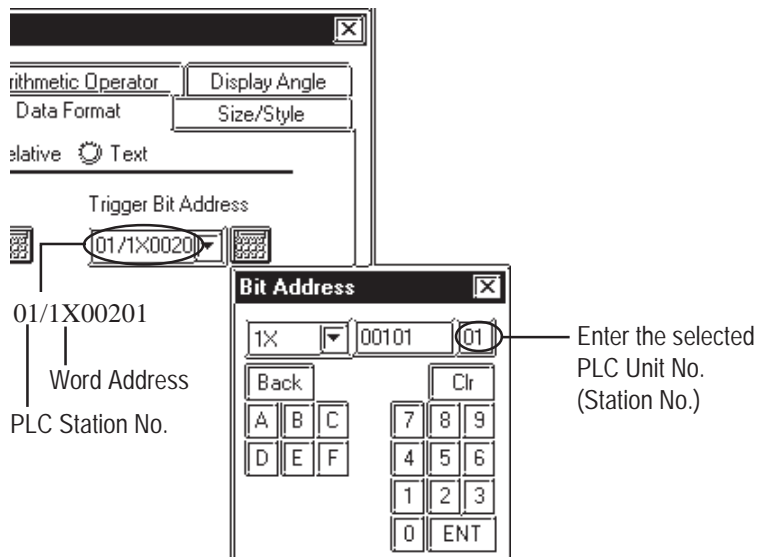 rithmetic Operator Display Angle
Data Format Size/Style
elative Text
Trigger Bit Address
01/1X0020
01/1X00201
Word Address
PLC Station No.
Bit Address
1X 00101 01
Back Clr
A B C 7 8 9
D E F 4 5 6
1 2 3
0 ENT
Enter the selected
PLC Unit No.
(Station No.)